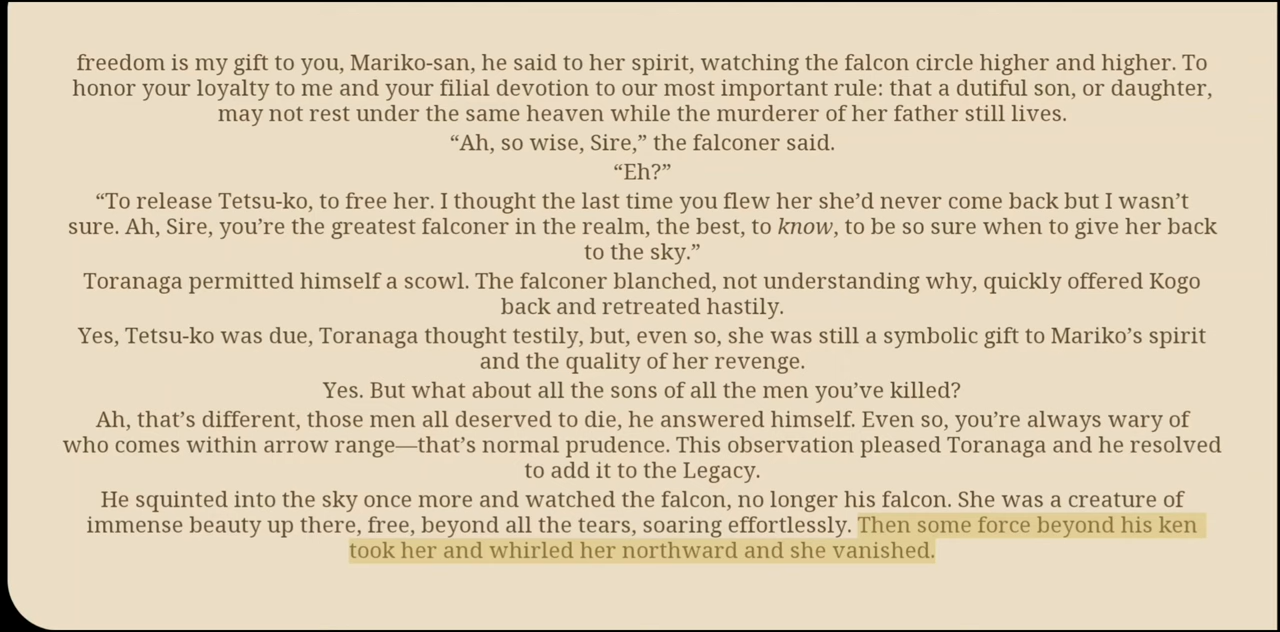 freedom is my gift to you, Mariko-san, he said to her spirit, watching the falcon circle higher and higher. To
honor your loyalty to me and your filial devotion to our most important rule: that a dutiful son, or daughter,
may not rest under the same heaven while the murderer of her father still lives.
“Ah, so wise, Sire,” the falconer said.
“Eh?”
“To release Tetsu-ko, to free her. I thought the last time you flew her she’d never come back but I wasn’t
sure. Ah, Sire, you’re the greatest falconer in the realm, the best, to know, to be so sure when to give her back
to the sky.”
Toranaga permitted himself a scowl. The falconer blanched, not understanding why, quickly offered Kogo
back and retreated hastily.
Yes, Tetsu-ko was due, Toranaga thought testily, but, even so, she was still a symbolic gift to Mariko’s spirit
and the quality of her revenge.
Yes. But what about all the sons of all the men you’ve killed?
Ah, that’s different, those men all deserved to die, he answered himself. Even so, you’re always wary of
who comes within arrow range—that’s normal prudence. This observation pleased Toranaga and he resolved
to add it to the Legacy.
He squinted into the sky once more and watched the falcon, no longer his falcon. She was a creature of
immense beauty up there, free, beyond all the tears, soaring effortlessly. Then some force beyond his ken
took her and whirled her northward and she vanished.